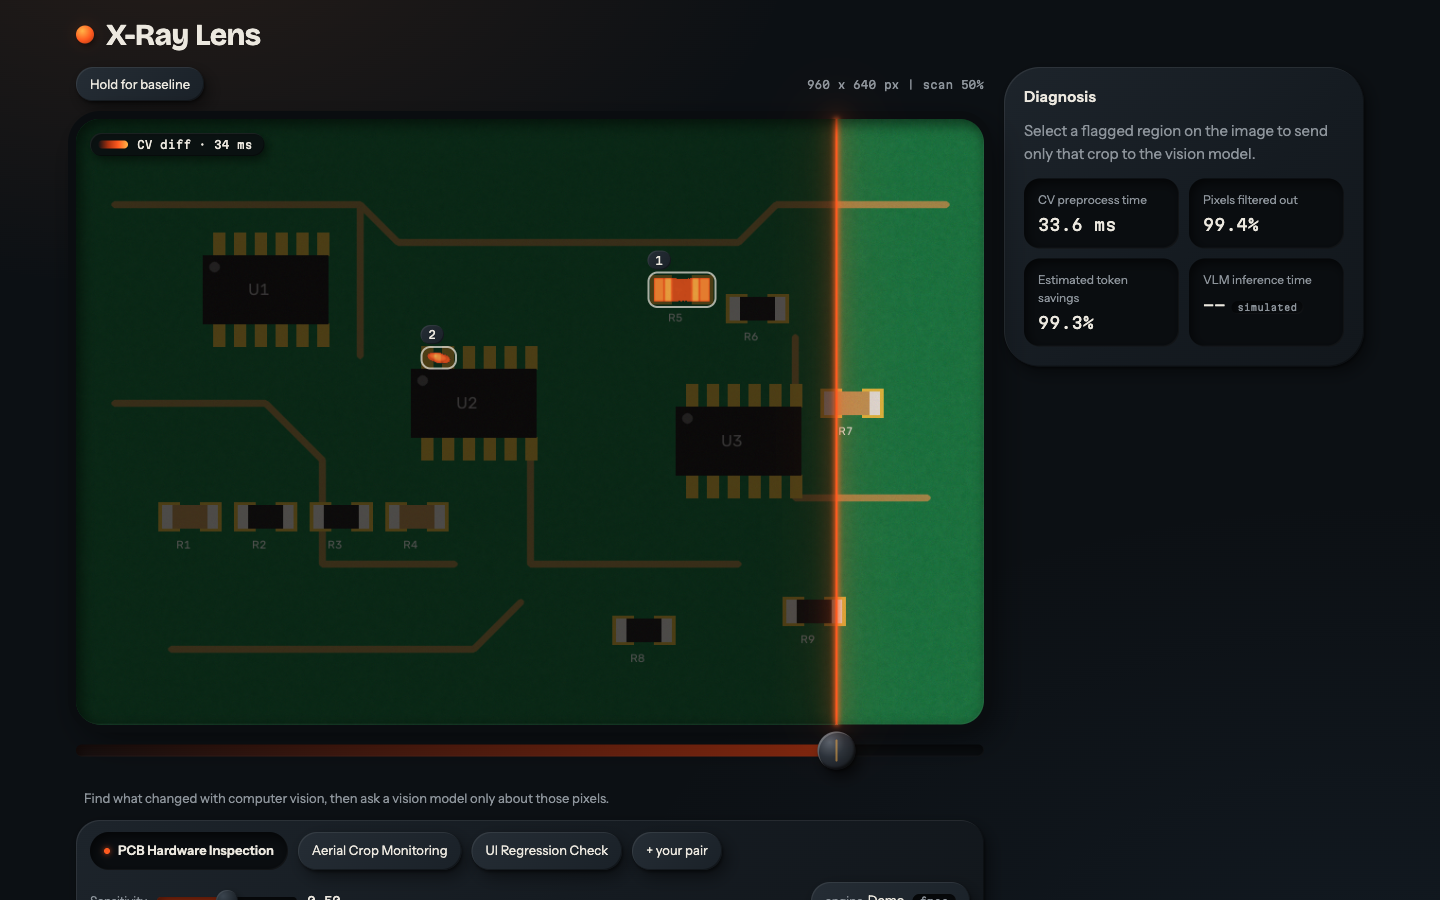 X-Ray Lens
Hold for baseline
960 x 640 px | scan 50%
CV diff · 34 ms
U1
1
R5
R6
2
U2
U3
R7
R1
R2
R3
R4
R8
R9
Find what changed with computer vision, then ask a vision model only about those pixels.
PCB Hardware Inspection
Aerial Crop Monitoring
UI Regression Check
+ your pair
Diagnosis
Select a flagged region on the image to send
only that crop to the vision model.
CV preprocess time
33.6 ms
Pixels filtered out
99.4%
Estimated token
savings
99.3%
VLM inference time
-- simulated